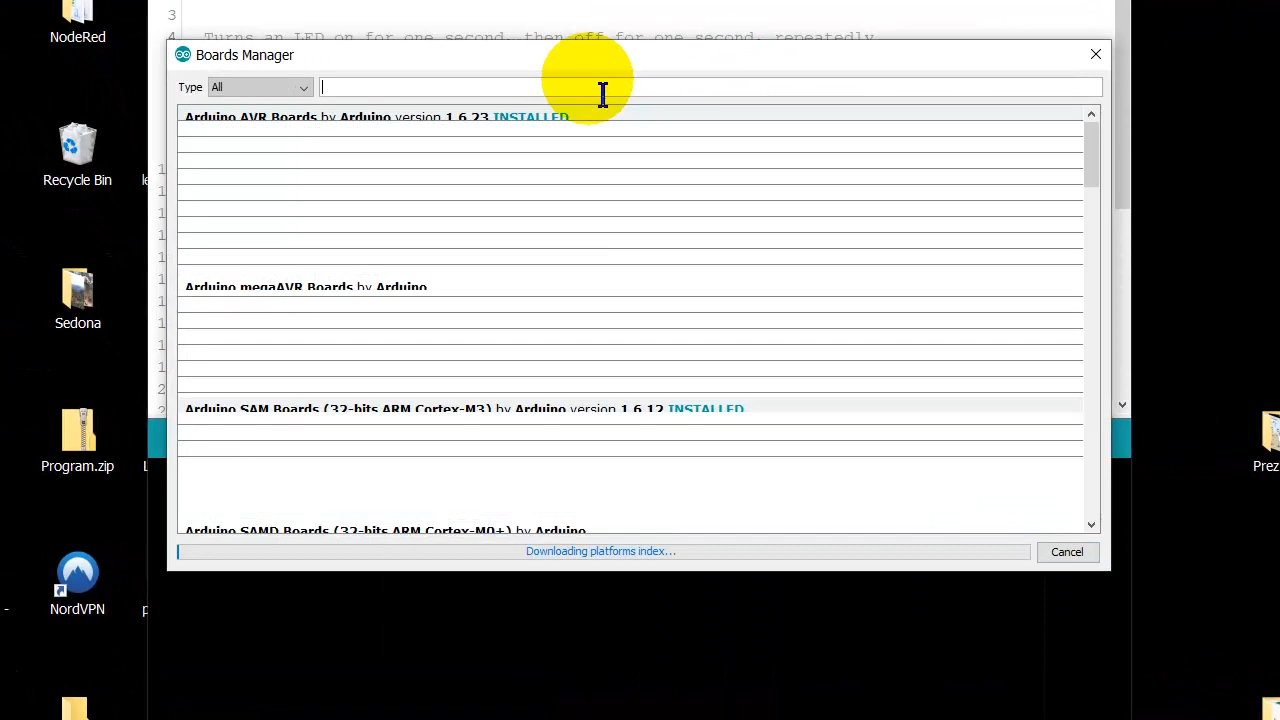 NodeRed
3
4
Turns an LED on for one second, then off for one second, repeatedly.
Boards Manager
Type All
Arduino AVR Boards by Arduino version 1.6.23 INSTALLED
Recycle Bin
Arduino megaAVR Boards by Arduino
Sedona
Arduino SAM Boards (32-bits ARM Cortex-M3) by Arduino version 1.6.12 INSTALLED
Program.zip
Prez
Arduino SAMD Boards (32-bits ARM Cortex-M0+) by Arduino
Downloading platforms index...
Cancel
NordVPN